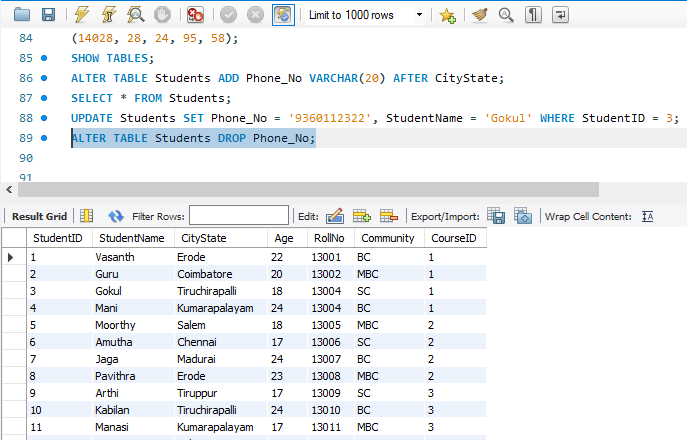 Limit to 1000 rows
84 (14028, 28, 24, 95, 58);
85 SHOW TABLES;
86 ALTER TABLE Students ADD Phone_No VARCHAR(20) AFTER CityState;
87 SELECT * FROM Students;
88 UPDATE Students SET Phone_No = '9360112322', StudentName = 'Gokul' WHERE StudentID = 3;
89 ALTER TABLE Students DROP Phone_No;
90
91
Result Grid Filter Rows: Edit: Export/Import: Wrap Cell Content: IA
StudentID StudentName CityState Age RollNo Community CourseID
1 Vasanth Erode 22 13001 BC 1
2 Guru Coimbatore 20 13002 MBC 1
3 Gokul Tiruchirapalli 18 13004 SC 1
4 Mani Kumarapalayam 24 13004 BC 1
5 Moorthy Salem 18 13005 MBC 2
6 Amutha Chennai 17 13006 SC 2
7 Jaga Madurai 24 13007 BC 2
8 Pavithra Erode 23 13008 MBC 2
9 Arthi Tiruppur 17 13009 SC 3
10 Kabilan Tiruchirapalli 24 13010 BC 3
11 Manasi Kumarapalayam 17 13011 MBC 3